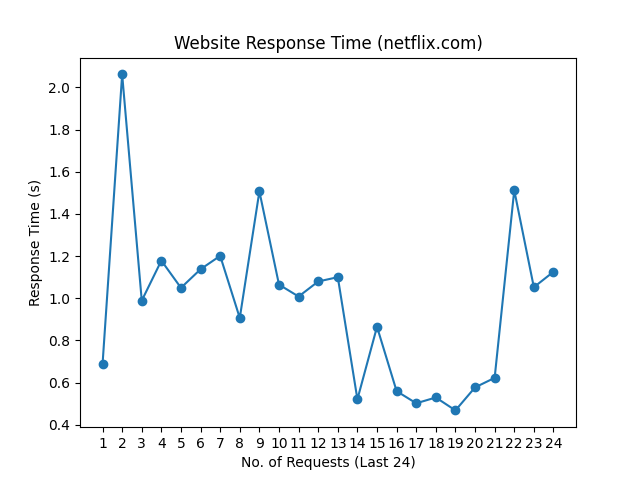 Website Response Time (netflix.com)
Response Time (s)
2.0
1.8
1.6
1.4
1.2
1.0
0.8
0.6
0.4
1 2 3 4 5 6 7 8 9 10 11 12 13 14 15 16 17 18 19 20 21 22 23 24
No. of Requests (Last 24)